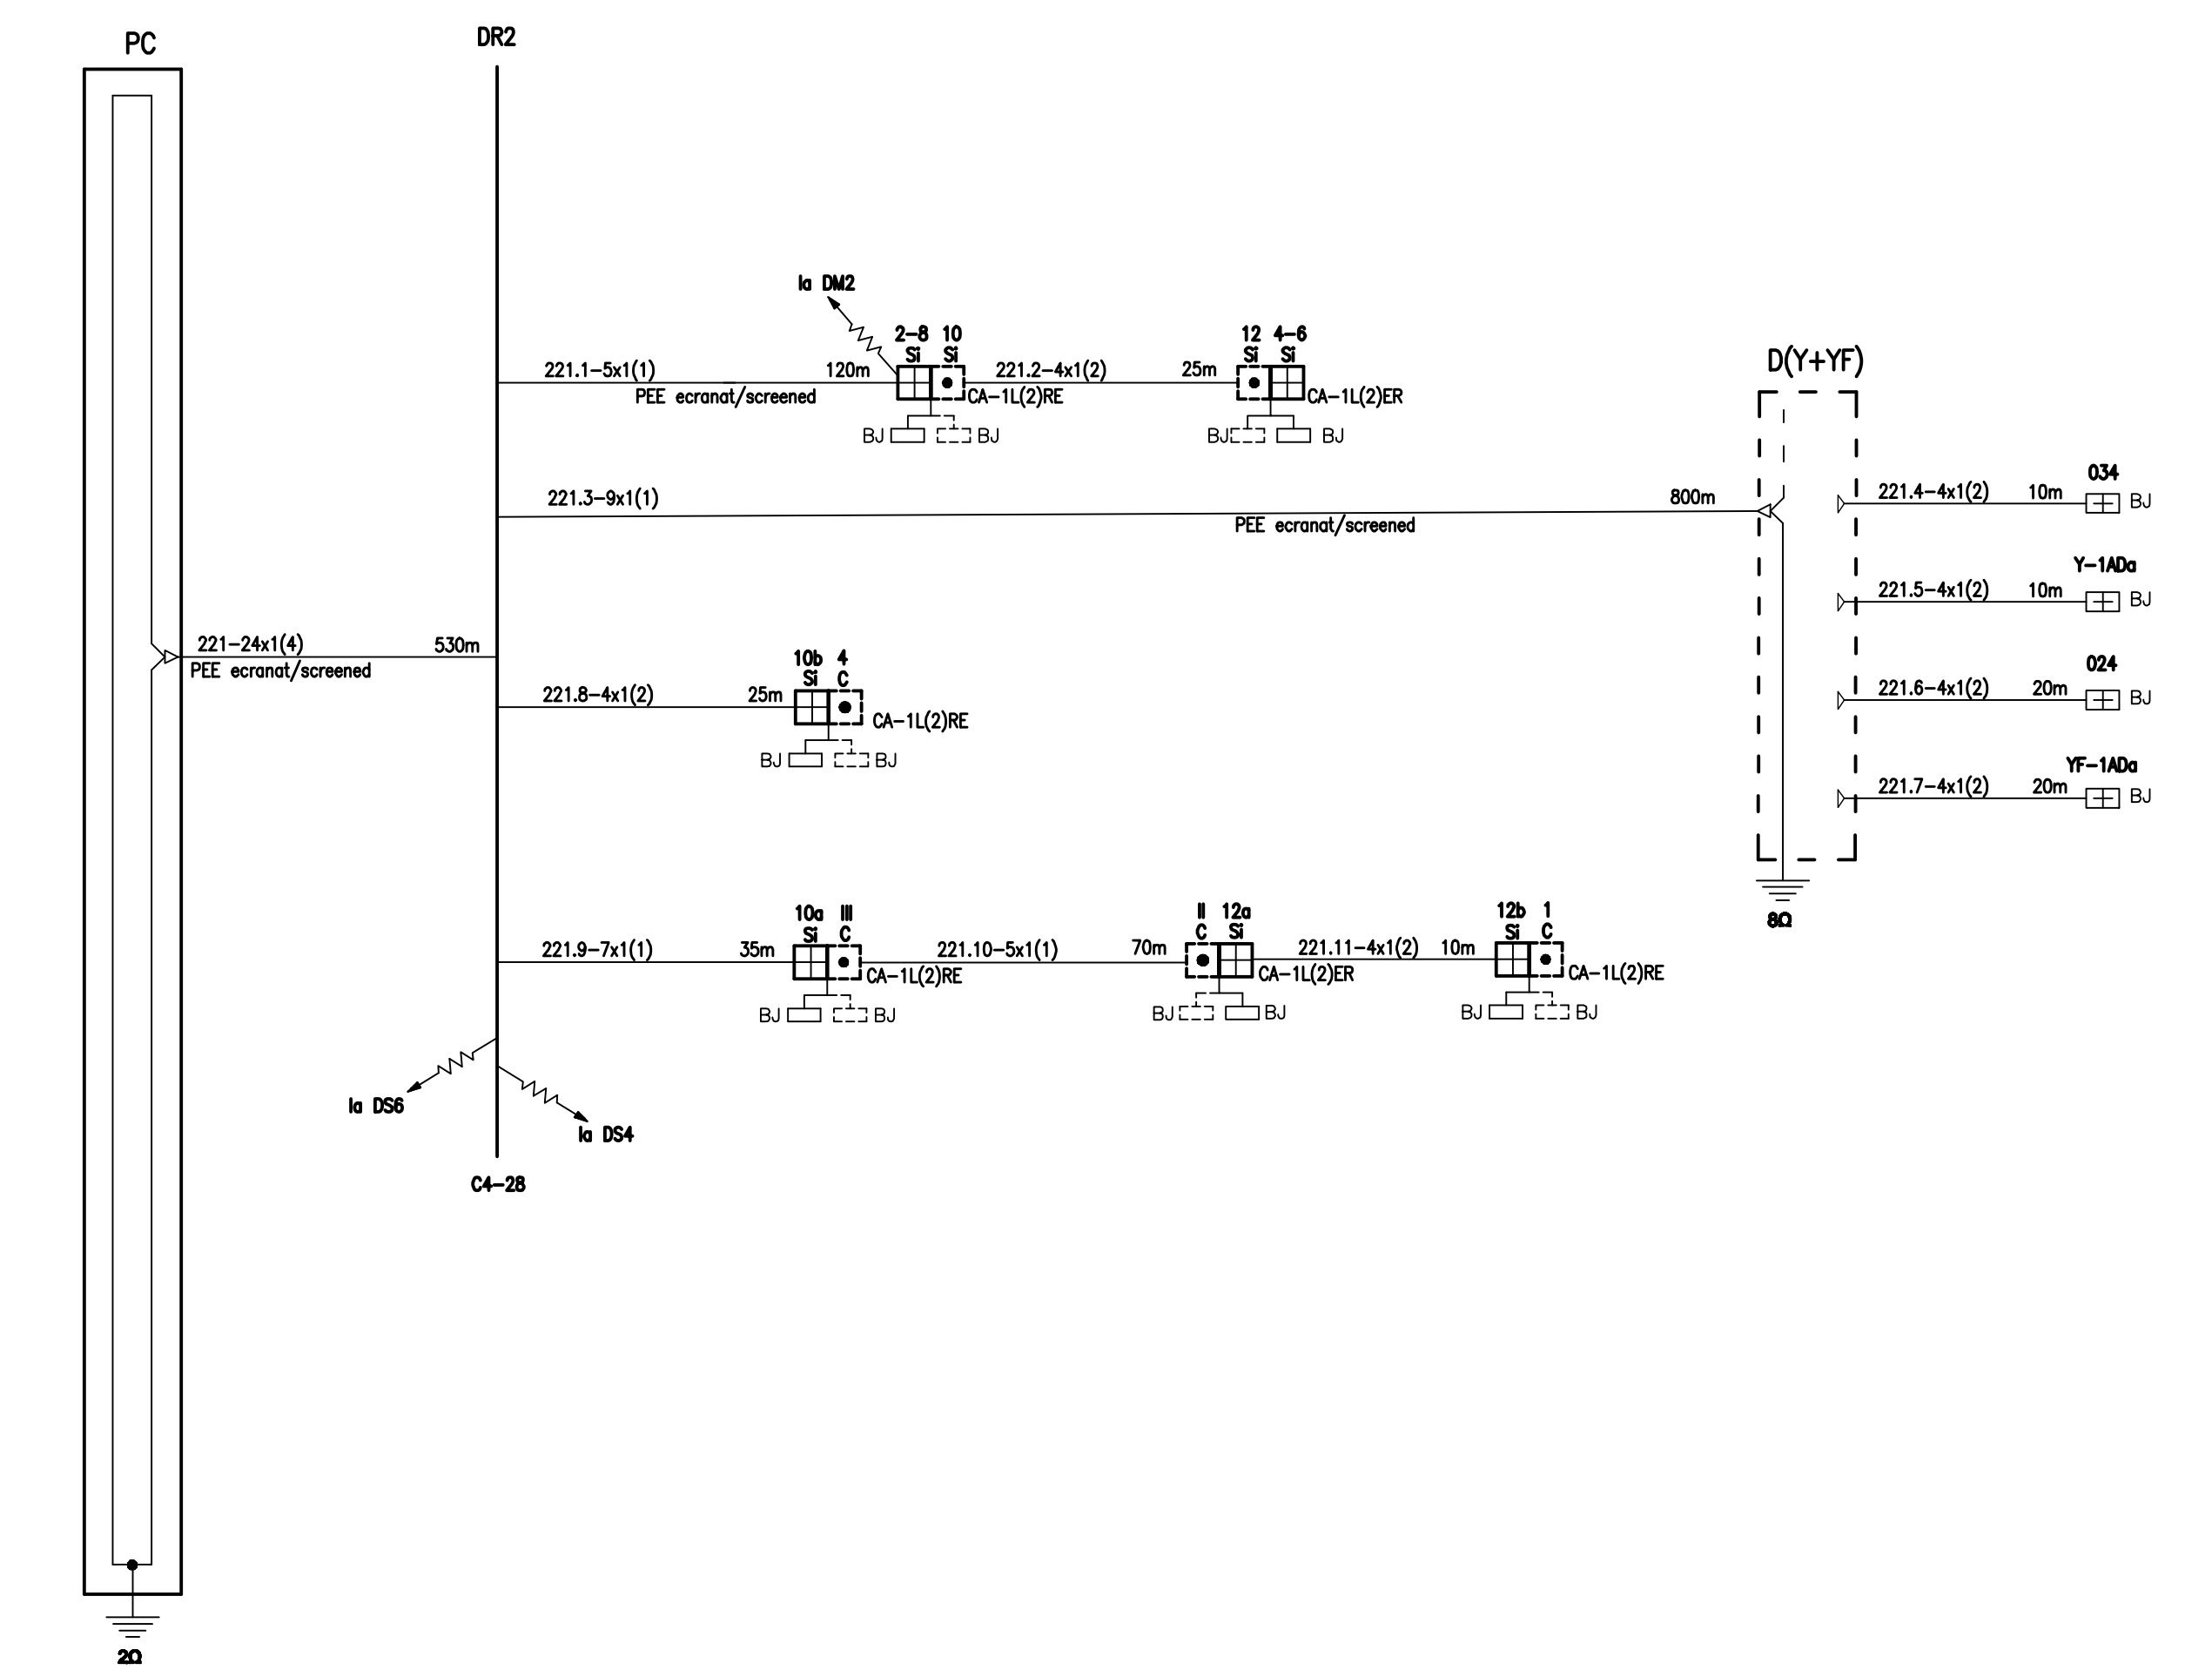 PC
DR2
la DM2
2-8 10
Si Si
12 4-6
Si Si
221.1-5x1(1) 120m
PEE ecranat/screened
221.2-4x1(2) 25m
CA-1L(2)RE
CA-1L(2)ER
BJ BJ
BJ BJ
D(Y+YF)
221.3-9x1(1) 800m
PEE ecranat/screened
034
221.4-4x1(2) 10m BJ
Y-1ADa
221.5-4x1(2) 10m BJ
024
221.6-4x1(2) 20m BJ
YF-1ADa
221.7-4x1(2) 20m BJ
8Ω
221-24x1(4) 530m
PEE ecranat/screened
10b 4
Si C
221.8-4x1(2) 25m
CA-1L(2)RE
BJ BJ
10a III
Si C
II 12a
C Si
12b 1
Si C
221.9-7x1(1) 35m
CA-1L(2)RE
221.10-5x1(1) 70m
CA-1L(2)ER
221.11-4x1(2) 10m
CA-1L(2)RE
BJ BJ
BJ BJ
BJ BJ
la DS6
la DS4
C4-28
2Ω